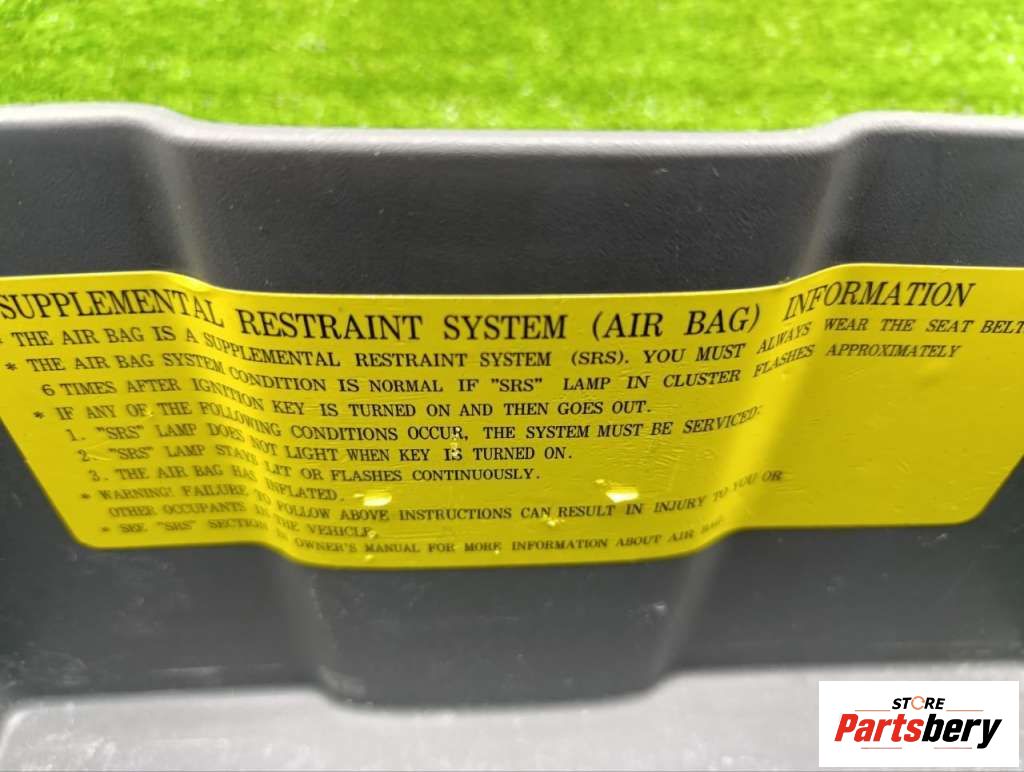 SUPPLEMENTAL RESTRAINT SYSTEM (AIR BAG) INFORMATION
* THE AIR BAG IS A SUPPLEMENTAL RESTRAINT SYSTEM (SRS). YOU MUST ALWAYS WEAR THE SEAT BELT
* THE AIR BAG SYSTEM CONDITION IS NORMAL IF "SRS" LAMP IN CLUSTER FLASHES APPROXIMATELY
6 TIMES AFTER IGNITION KEY IS TURNED ON AND THEN GOES OUT.
* IF ANY OF THE FOLLOWING CONDITIONS OCCUR, THE SYSTEM MUST BE SERVICED:
1. "SRS" LAMP DOES NOT LIGHT WHEN KEY IS TURNED ON.
2. "SRS" LAMP STAYS LIT OR FLASHES CONTINUOUSLY.
3. THE AIR BAG HAS INFLATED.
* WARNING! FAILURE TO FOLLOW ABOVE INSTRUCTIONS CAN RESULT IN INJURY TO YOU OR
OTHER OCCUPANTS IN THE VEHICLE.
* SEE "SRS" SECTION IN OWNER'S MANUAL FOR MORE INFORMATION ABOUT AIR BAG.
STORE
Partsbery